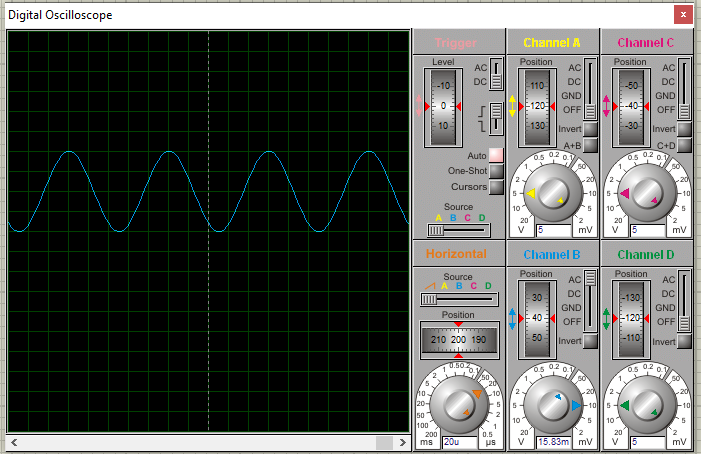 Digital Oscilloscope
x
Trigger
Level
-10
0
10
AC
DC
Auto
One-Shot
Cursors
Source
A B C D
Channel A
Position
110
-120
-130
AC
DC
GND
OFF
Invert
A+B
0.5 0.2 0.1
1
2
5
10
20
50
20
10
5
2
V
5
mV
Channel C
Position
-50
-40
-30
AC
DC
GND
OFF
Invert
C+D
0.5 0.2 0.1
1
2
5
10
20
50
20
10
5
2
V
5
mV
Horizontal
Source
A B C D
Position
210 200 190
0.5 0.2 0.1
1
2
5
10
20
50
100
200
50
20
10
5
2
1
0.5
ms
20u
µs
Channel B
Position
30
40
50
AC
DC
GND
OFF
Invert
0.5 0.2 0.1
1
2
5
10
20
50
20
10
5
2
V
15.83m
mV
Channel D
Position
-130
-120
-110
AC
DC
GND
OFF
Invert
0.5 0.2 0.1
1
2
5
10
20
50
20
10
5
2
V
5
mV